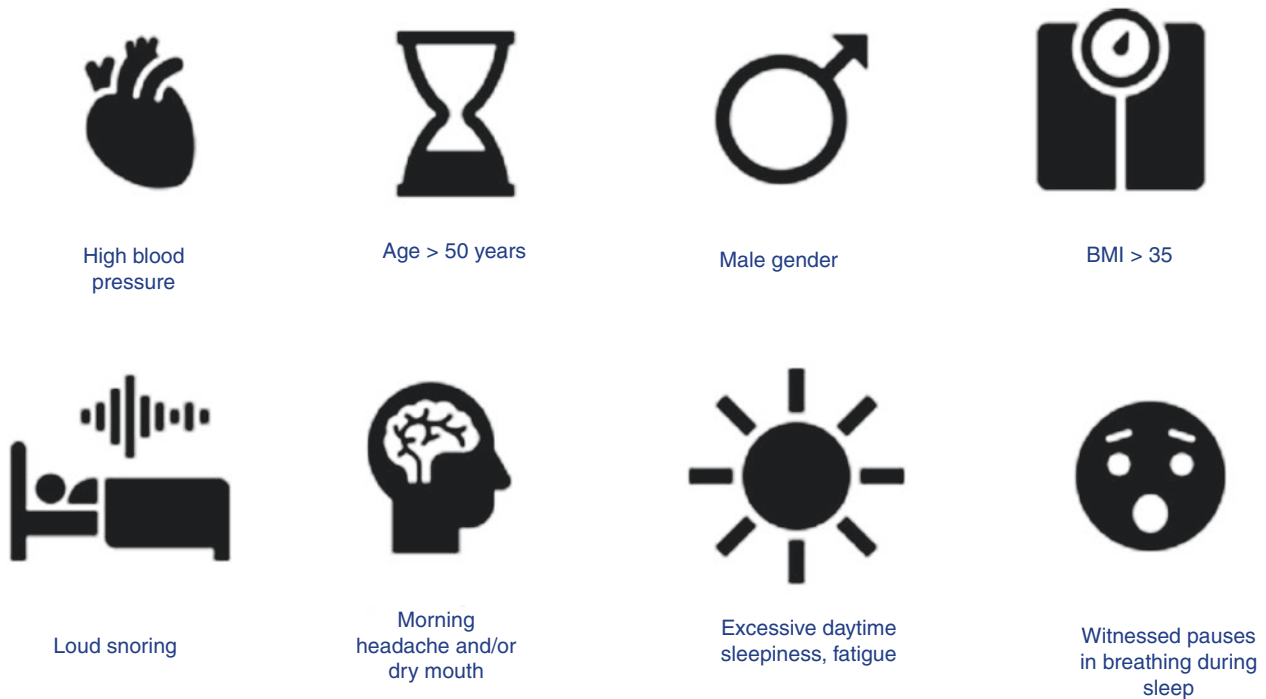 High blood
pressure
Age > 50 years
Male gender
BMI > 35
Loud snoring
Morning
headache and/or
dry mouth
Excessive daytime
sleepiness, fatigue
Witnessed pauses
in breathing during
sleep